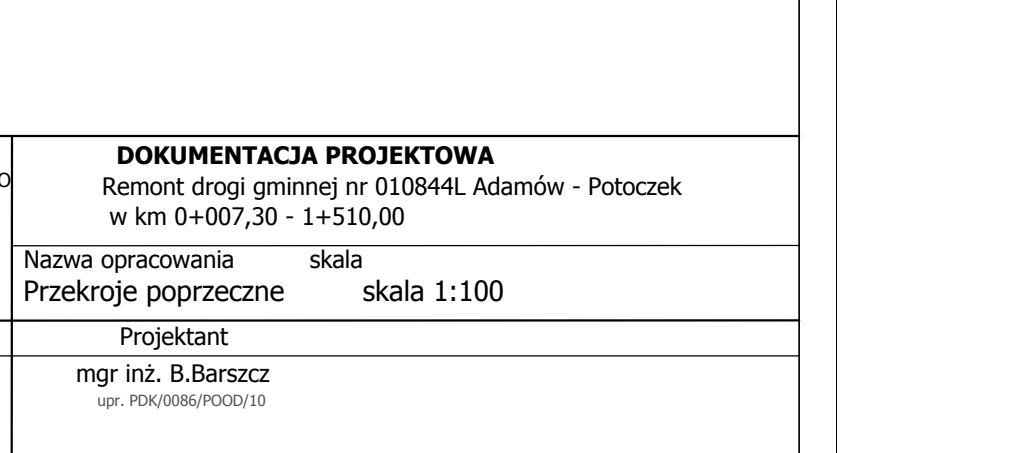 DOKUMENTACJA PROJEKTOWA
Remont drogi gminnej nr 010844L Adamów - Potoczek
w km 0+007,30 - 1+510,00
Nazwa opracowania skala
Przekroje poprzeczne skala 1:100
Projektant
mgr inż. B.Barszcz
upr. PDK/0086/POOD/10